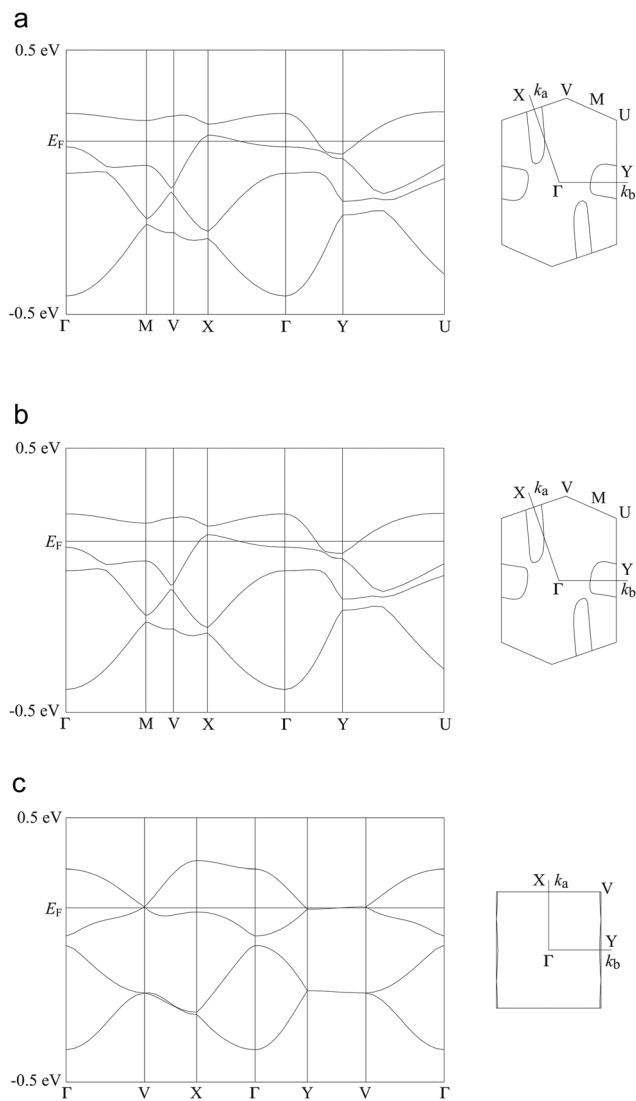 a
0.5 eV
EF
-0.5 eV
Γ M V X Γ Y U
X ka V M U
Γ Y
kb
b
0.5 eV
EF
-0.5 eV
Γ M V X Γ Y U
X ka V M U
Γ Y
kb
c
0.5 eV
EF
-0.5 eV
Γ V X Γ Y V Γ
X ka V
Γ Y
kb